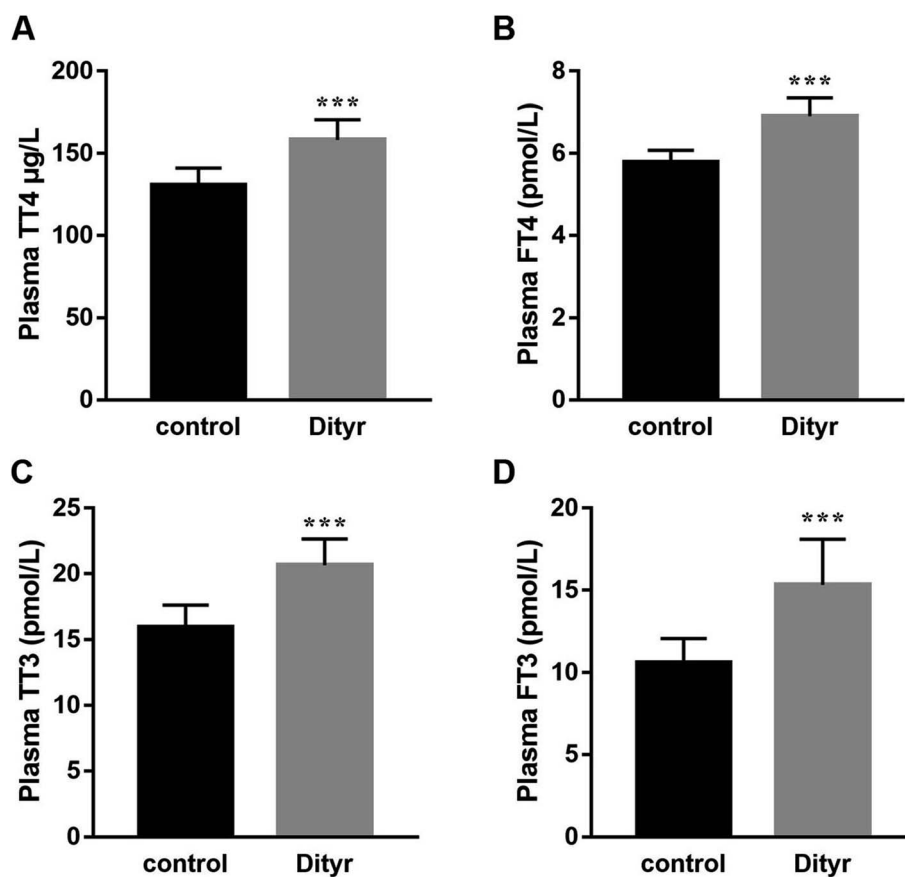 A
Plasma TT4 µg/L
200
150
100
50
0
***
control Dityr
B
Plasma FT4 (pmol/L)
8
6
4
2
0
***
control Dityr
C
Plasma TT3 (pmol/L)
25
20
15
10
5
0
***
control Dityr
D
Plasma FT3 (pmol/L)
20
15
10
5
0
***
control Dityr